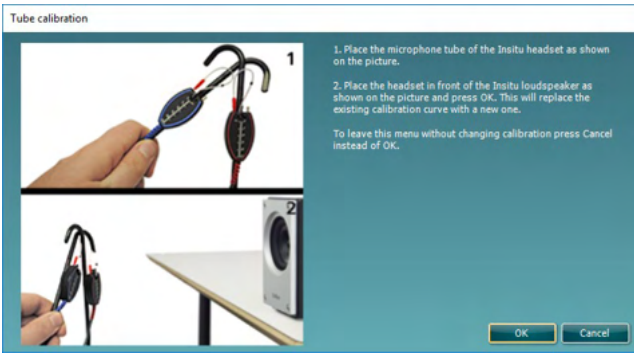 Tube calibration
1
1. Place the microphone tube of the Insitu headset as shown
on the picture.
2. Place the headset in front of the Insitu loudspeaker as
shown on the picture and press OK. This will replace the
existing calibration curve with a new one.
To leave this menu without changing calibration press Cancel
instead of OK.
2
OK
Cancel